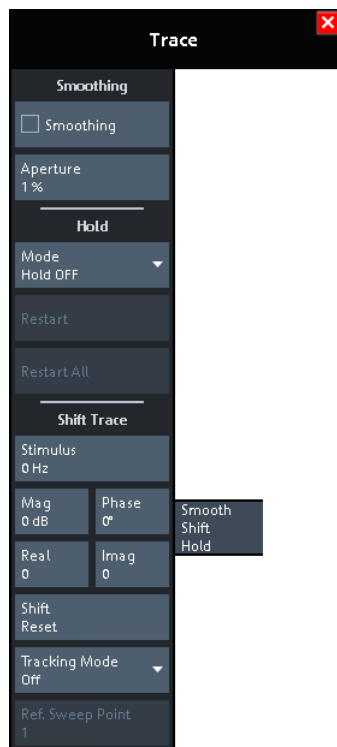 Trace
Smoothing
Smoothing
Aperture
1 %
Hold
Mode
Hold OFF
Restart
Restart All
Shift Trace
Stimulus
0 Hz
Mag
0 dB
Phase
0°
Real
0
Imag
0
Shift
Reset
Tracking Mode
Off
Ref. Sweep Point
1
Smooth
Shift
Hold